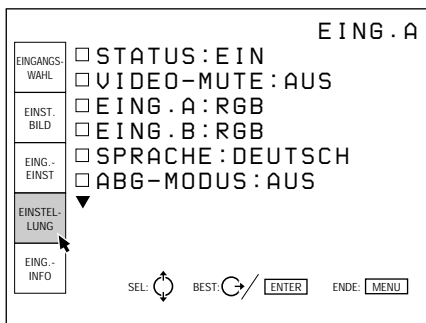 EING.A
EINGANGS-
WAHL
EINST.
BILD
EING.-
EINST
EINSTEL-
LUNG
EING.-
INFO
STATUS:EIN
VIDEO-MUTE:AUS
EING.A:RGB
EING.B:RGB
SPRACHE:DEUTSCH
ABG-MODUS:AUS
SEL: BEST: / ENTER ENDE: MENU